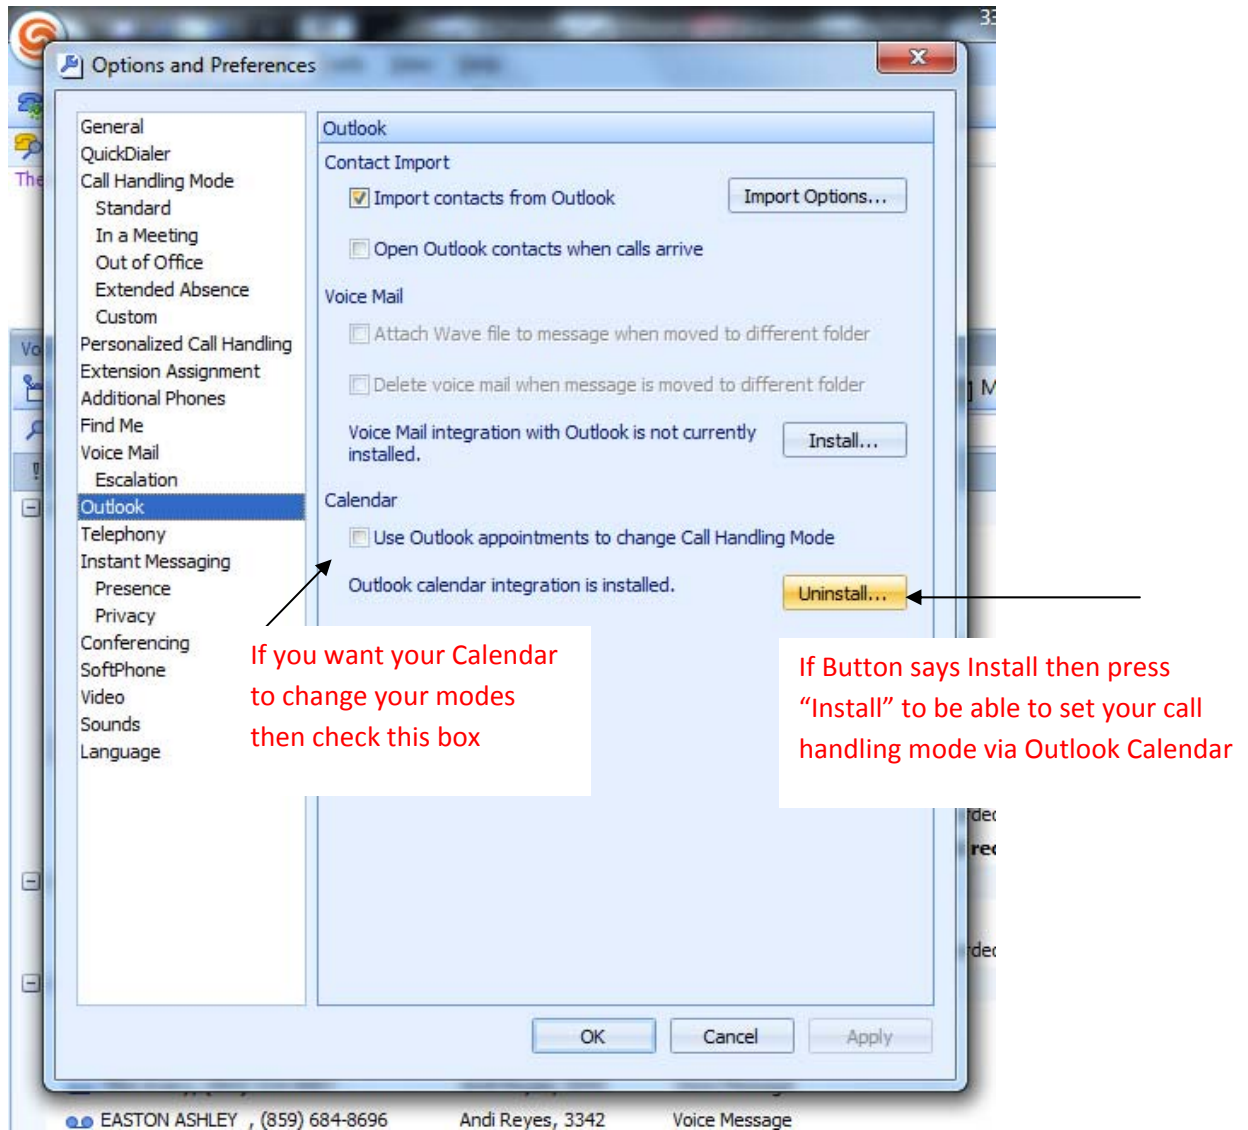 33
Options and Preferences
The
General
QuickDialer
Call Handling Mode
Standard
In a Meeting
Out of Office
Extended Absence
Custom
Personalized Call Handling
Extension Assignment
Additional Phones
Find Me
Voice Mail
Escalation
Outlook
Telephony
Instant Messaging
Presence
Privacy
Conferencing
SoftPhone
Video
Sounds
Language
Outlook
Contact Import
Import contacts from Outlook
Import Options...
Open Outlook contacts when calls arrive
Voice Mail
Attach Wave file to message when moved to different folder
Delete voice mail when message is moved to different folder
Voice Mail integration with Outlook is not currently
installed.
Install...
Calendar
Use Outlook appointments to change Call Handling Mode
Outlook calendar integration is installed.
Uninstall...
If you want your Calendar
to change your modes
then check this box
If Button says Install then press
“Install” to be able to set your call
handling mode via Outlook Calendar
Vo
] M
rded
rec
rded
OK
Cancel
Apply
EASTON ASHLEY , (859) 684-8696 Andi Reyes, 3342 Voice Message